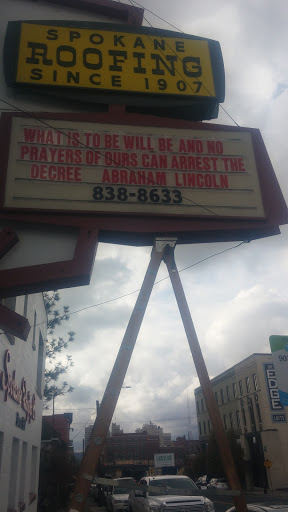 SPOKANE
ROOFING
SINCE 1907
WHAT IS TO BE WILL BE AND NO
PRAYERS OF OURS CAN ARREST THE
DECREE ABRAHAM LINCOLN
838-8633
EDGE